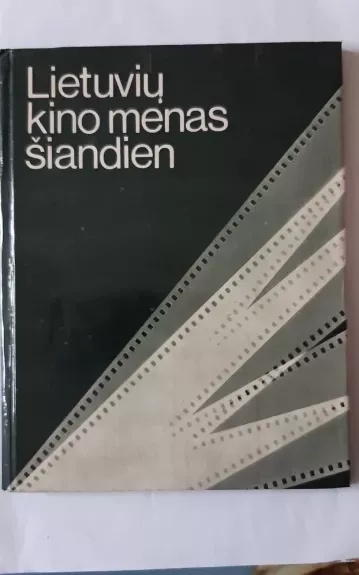 Lietuvių
kino menas
šiandien